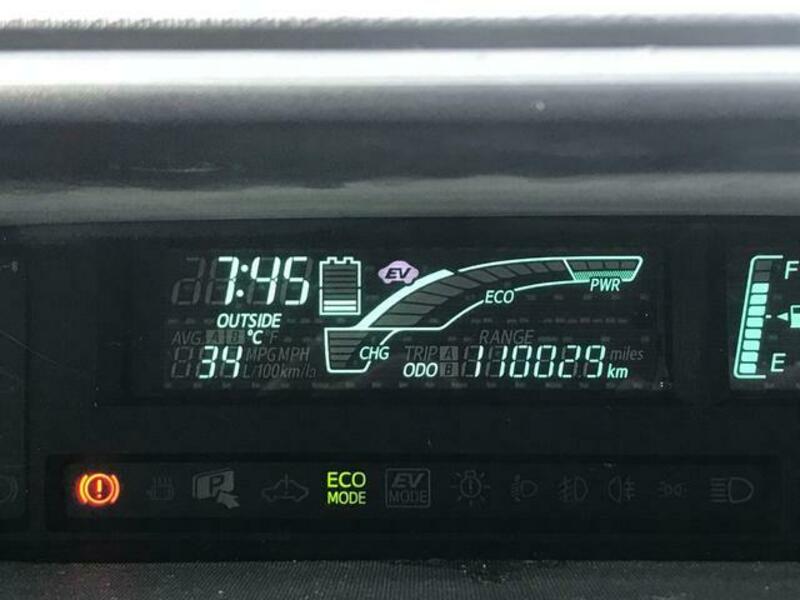 7:45
EV
F
OUTSIDE
ECO
PWR
AVG A B °C F
RANGE
34 MPG MPH
L/100km/h
CHG
TRIP A
miles
ODO B 110029 km
E
!
P
ECO
MODE
EV
MODE